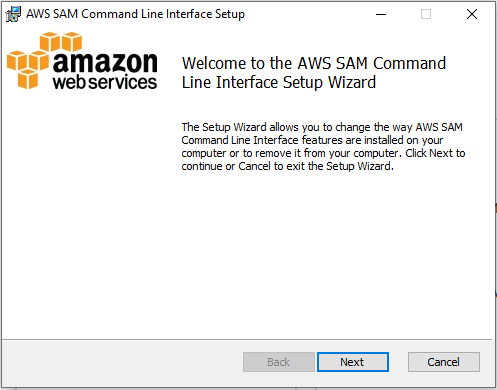 AWS SAM Command Line Interface Setup
amazon
webservices
Welcome to the AWS SAM Command
Line Interface Setup Wizard
The Setup Wizard allows you to change the way AWS SAM
Command Line Interface features are installed on your
computer or to remove it from your computer. Click Next to
continue or Cancel to exit the Setup Wizard.
Back
Next
Cancel